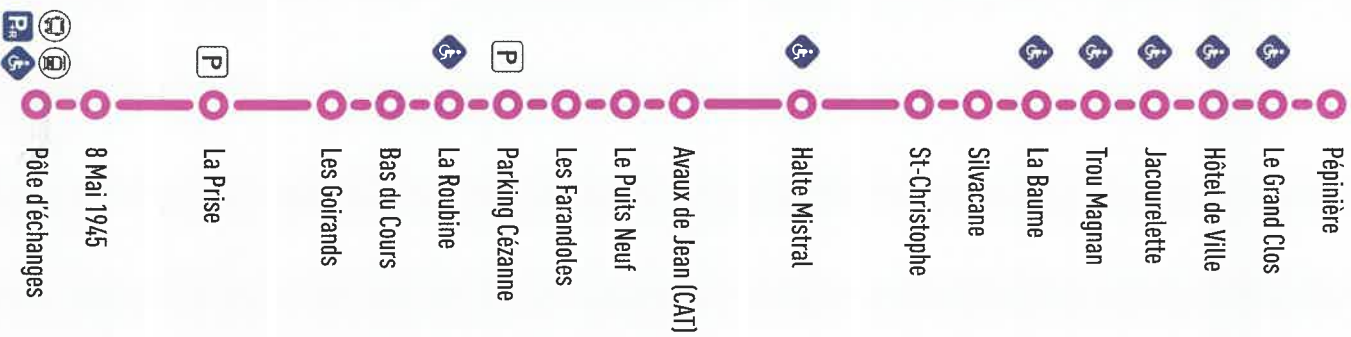 Pépinière
Le Grand Clos
Hôtel de Ville
Jacourelette
Trou Magnan
La Baume
Silvacane
St-Christophe
Halte Mistral
Avaux de Jean (CAT)
Le Puits Neuf
Les Farandoles
P Parking Cézanne
La Roubine
Bas du Cours
Les Goirands
P La Prise
8 Mai 1945
P+R Pôle d'échanges